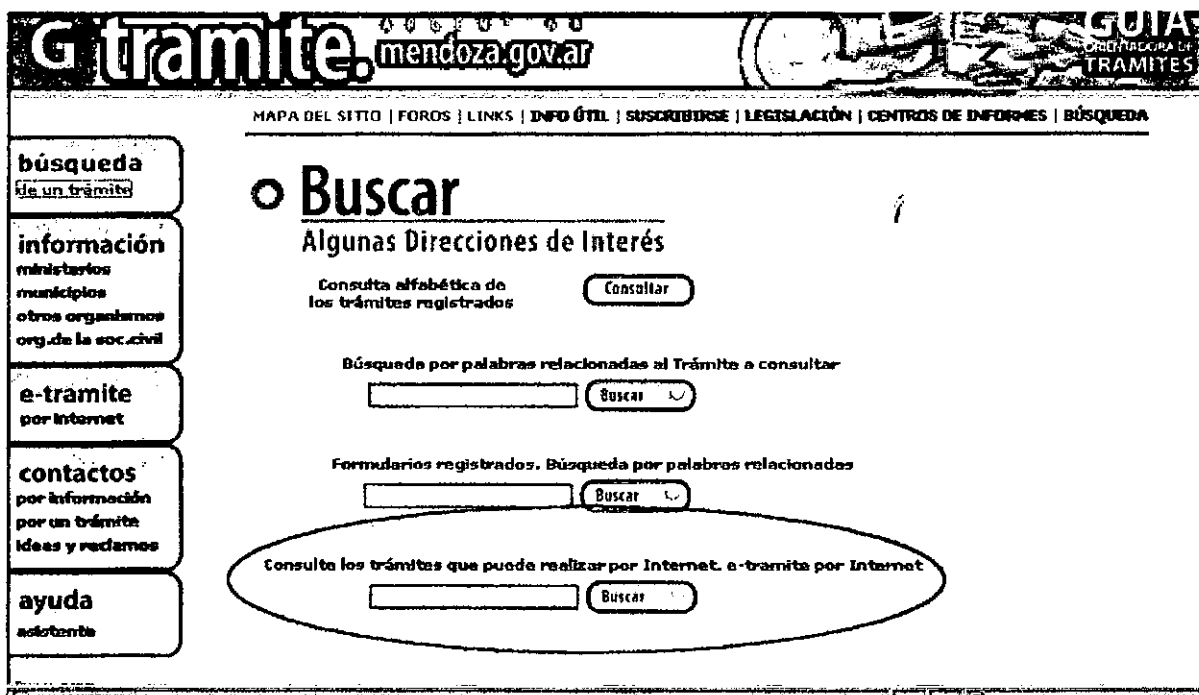 G tramite.
mendoza.gov.ar
GUIA
ORIENTADORA DE
TRAMITES
MAPA DEL SITIO | FOROS | LINKS | INFO ÚTIL | SUSCRIBIRSE | LEGISLACIÓN | CENTROS DE INFORMES | BÚSQUEDA
búsqueda
de un trámite
información
ministerios
municipios
otros organismos
org.de la soc.civil
e-tramite
por internet
contactos
por información
por un trámite
ideas y reclamos
ayuda
asistente
Buscar
Algunas Direcciones de Interés
Consulta alfabética de
los trámites registrados
Consultar
Búsqueda por palabras relacionadas al Trámite a consultar
Buscar
Formularios registrados. Búsqueda por palabras relacionadas
Buscar
Consulte los trámites que puede realizar por Internet. e-tramite por Internet
Buscar